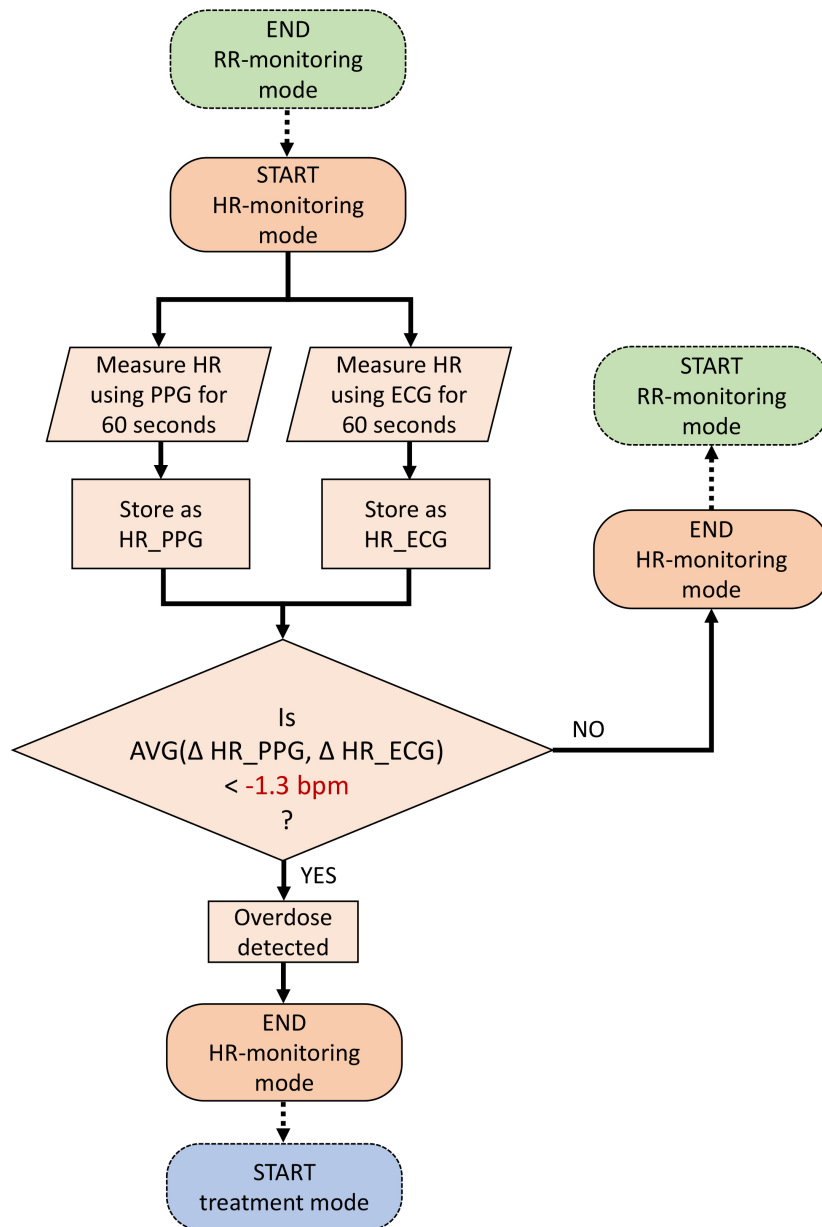 END
RR-monitoring
mode
START
HR-monitoring
mode
Measure HR
using PPG for
60 seconds
Measure HR
using ECG for
60 seconds
Store as
HR_PPG
Store as
HR_ECG
START
RR-monitoring
mode
END
HR-monitoring
mode
Is
AVG(Δ HR_PPG, Δ HR_ECG)
< -1.3 bpm
?
NO
YES
Overdose
detected
END
HR-monitoring
mode
START
treatment mode